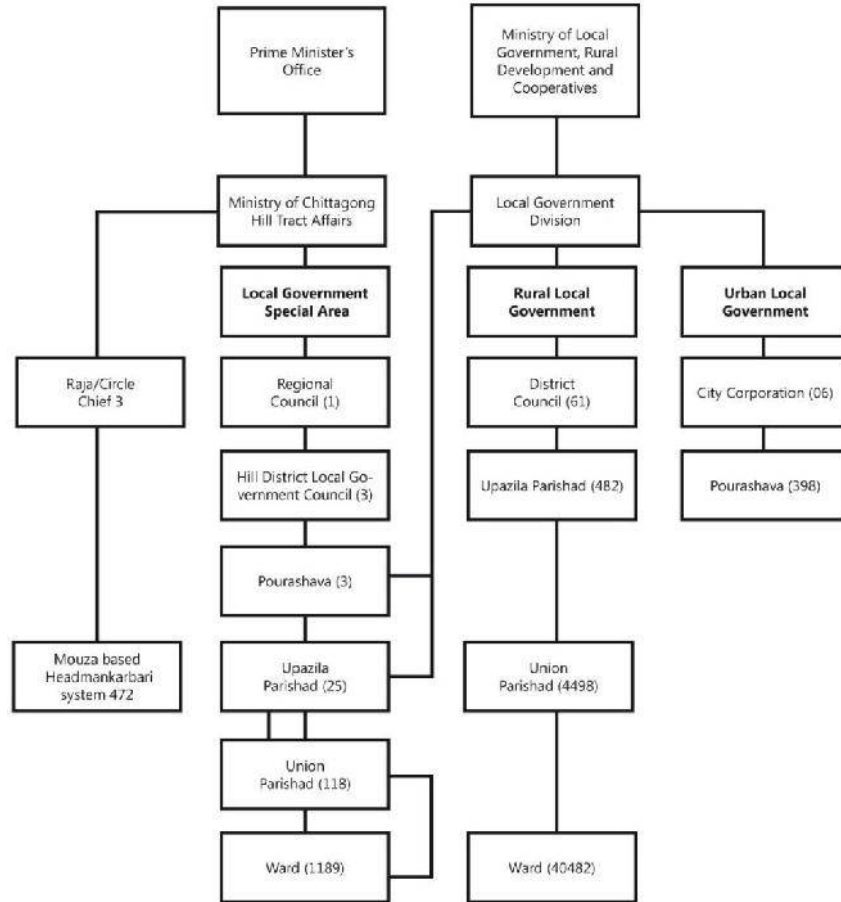 Prime Minister's
Office
Ministry of Local
Government, Rural
Development and
Cooperatives
Ministry of Chittagong
Hill Tract Affairs
Local Government
Division
Local Government
Special Area
Rural Local
Government
Urban Local
Government
Raja/Circle
Chief 3
Regional
Council (1)
District
Council (61)
City Corporation (06)
Hill District Local Go-
vernment Council (3)
Upazila Parishad (482)
Pourashava (398)
Pourashava (3)
Mouza based
Headmankarbari
system 472
Upazila
Parishad (25)
Union
Parishad (4498)
Union
Parishad (118)
Ward (1189)
Ward (40482)